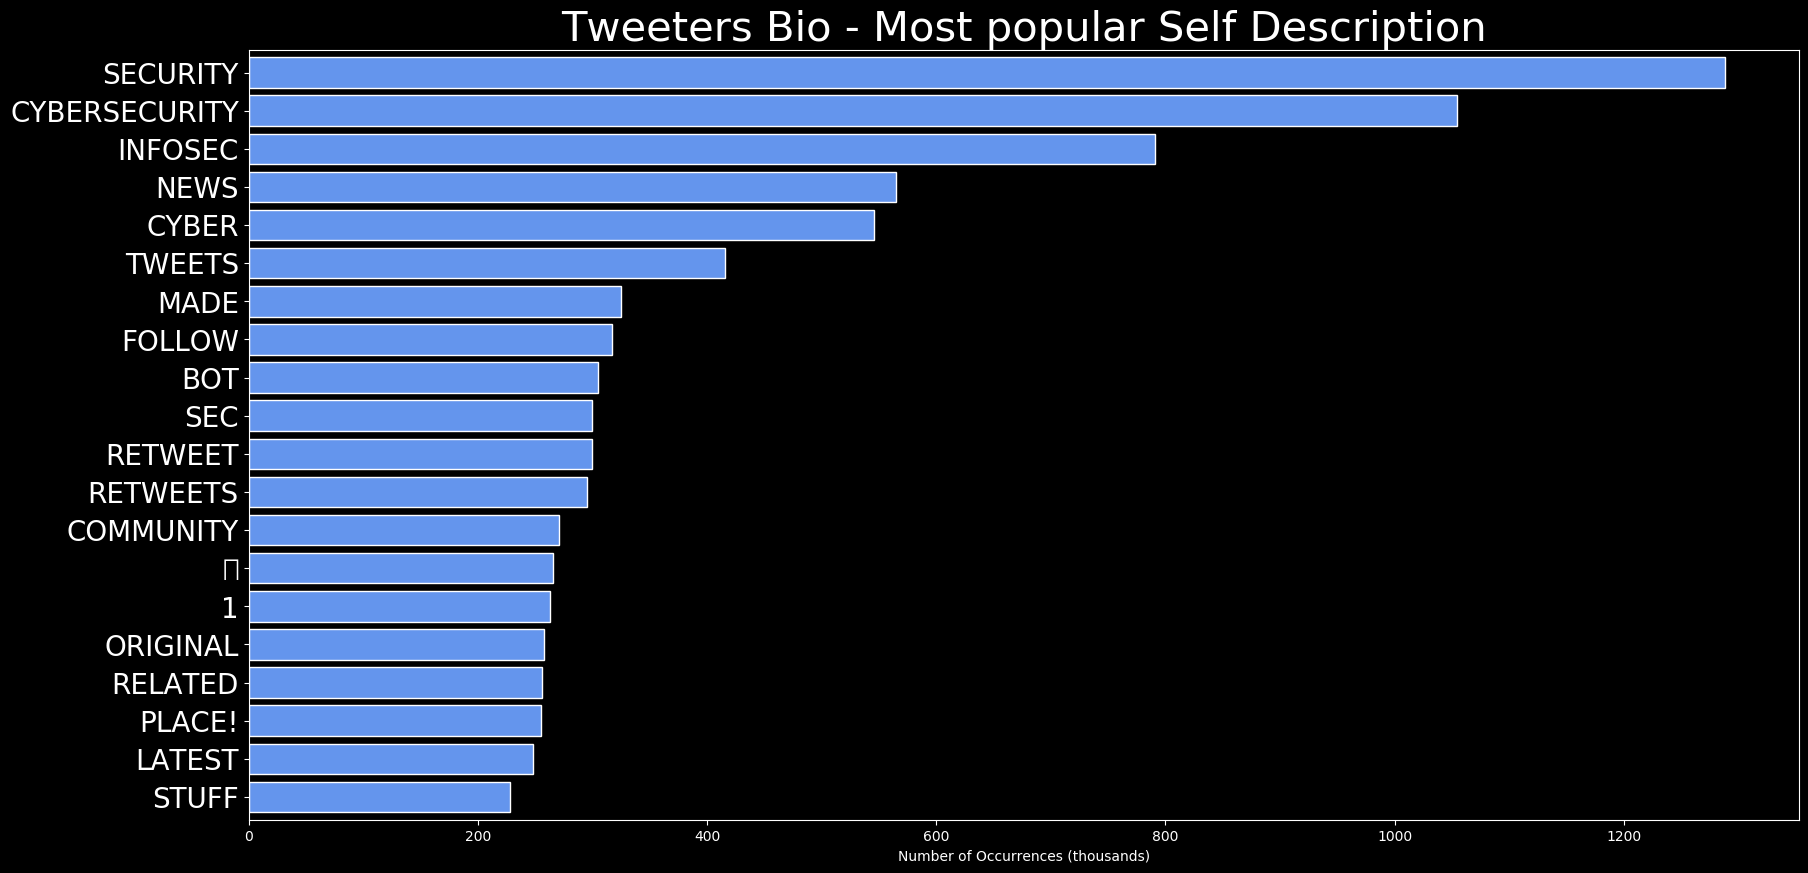 Tweeters Bio - Most popular Self Description
SECURITY
CYBERSECURITY
INFOSEC
NEWS
CYBER
TWEETS
MADE
FOLLOW
BOT
SEC
RETWEET
RETWEETS
COMMUNITY
1
ORIGINAL
RELATED
PLACE!
LATEST
STUFF
0 200 400 600 800 1000 1200
Number of Occurrences (thousands)